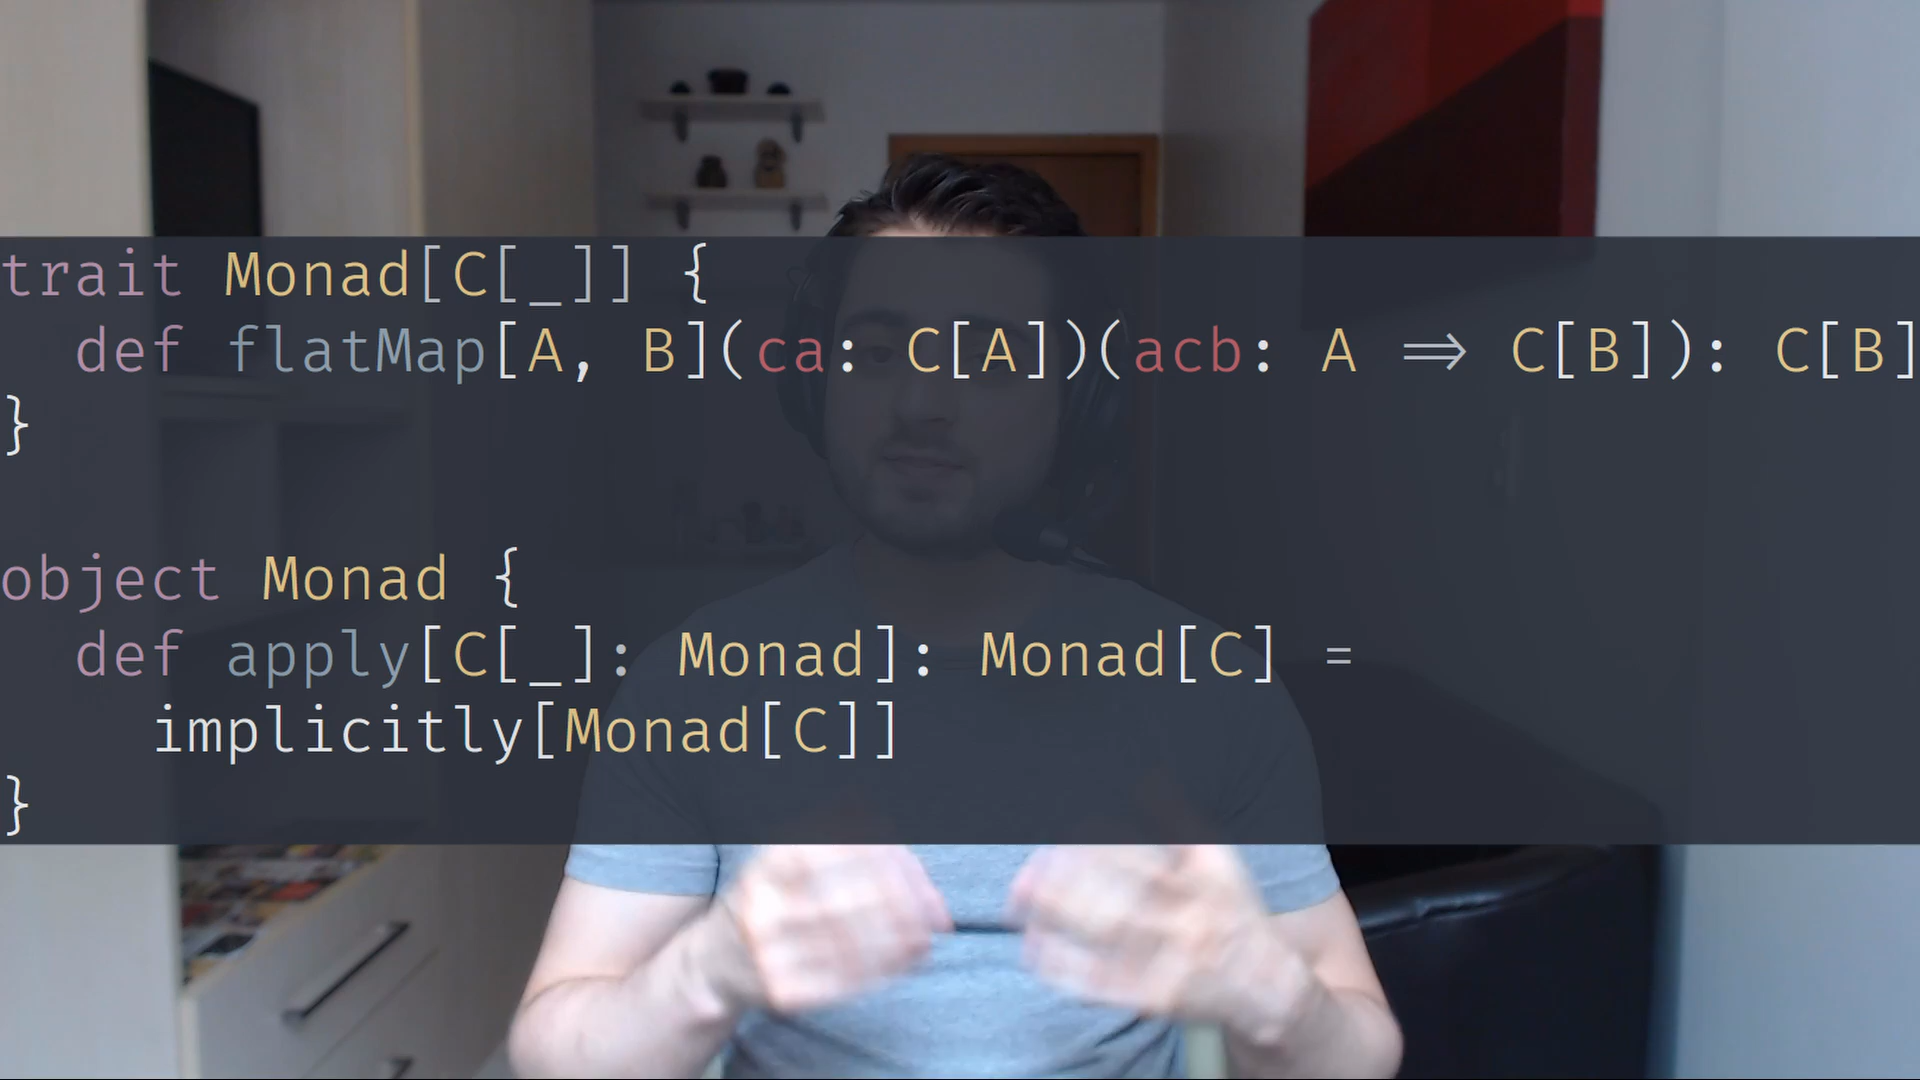 trait Monad[C[_]] {
  def flatMap[A, B](ca: C[A])(acb: A => C[B]): C[B]
}

object Monad {
  def apply[C[_]: Monad]: Monad[C] =
    implicitly[Monad[C]]
}